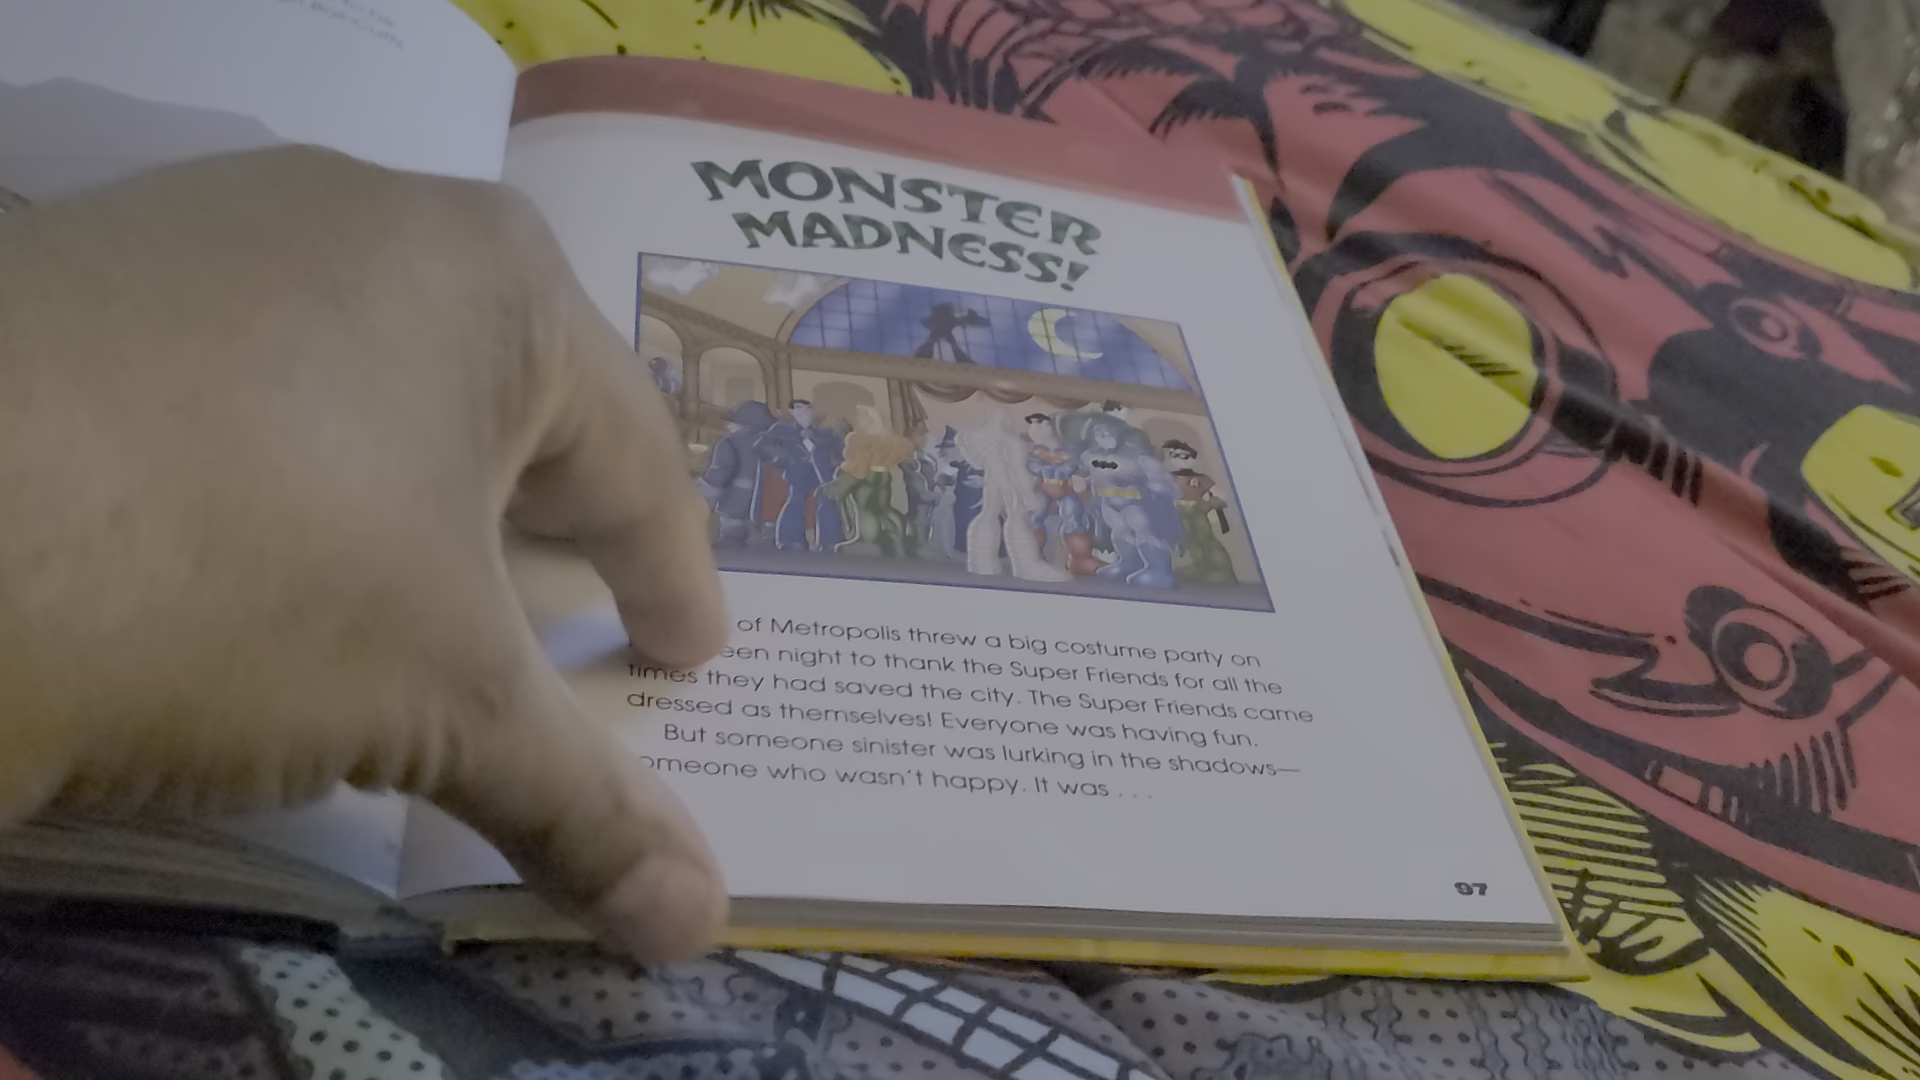 MONSTER
MADNESS!
of Metropolis threw a big costume party on
een night to thank the Super Friends for all the
times they had saved the city. The Super Friends came
dressed as themselves! Everyone was having fun.
But someone sinister was lurking in the shadows—
omeone who wasn't happy. It was . . .
97